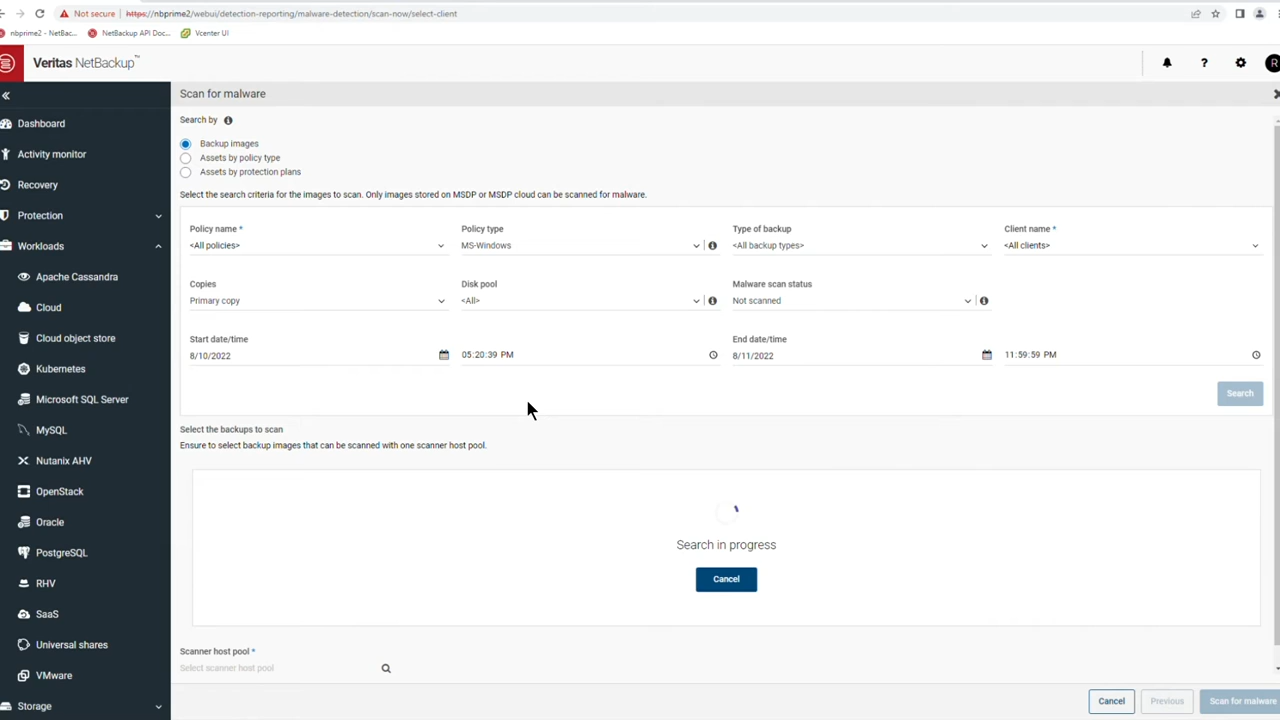 Not secure https://nbprime2/webui/detection-reporting/malware-detection/scan-now/select-client
nbprime2 - NetBac... NetBackup API Doc... Vcenter UI
Veritas NetBackup™ ? R
Scan for malware
Search by
Backup images
Assets by policy type
Assets by protection plans
Select the search criteria for the images to scan. Only images stored on MSDP or MSDP cloud can be scanned for malware.
Policy name * Policy type Type of backup Client name *
<All policies> MS-Windows <All backup types> <All clients>
Copies Disk pool Malware scan status
Primary copy <All> Not scanned
Start date/time End date/time
8/10/2022 05:20:39 PM 8/11/2022 11:59:59 PM
Search
Select the backups to scan
Ensure to select backup images that can be scanned with one scanner host pool.
Search in progress
Cancel
Scanner host pool *
Select scanner host pool
Cancel Previous Scan for malware
Dashboard
Activity monitor
Recovery
Protection
Workloads
Apache Cassandra
Cloud
Cloud object store
Kubernetes
Microsoft SQL Server
MySQL
Nutanix AHV
OpenStack
Oracle
PostgreSQL
RHV
SaaS
Universal shares
VMware
Storage